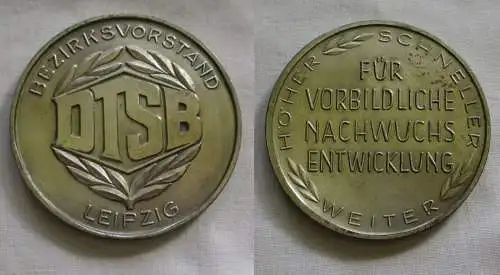 BEZIRKSVORSTAND
DTSB
LEIPZIG
HÖHER SCHNELLER
WEITER
FÜR
VORBILDLICHE
NACHWUCHS
ENTWICKLUNG